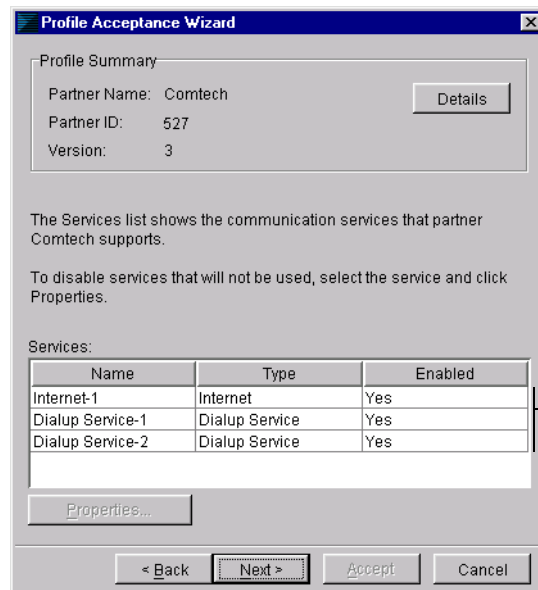 Profile Acceptance Wizard
Profile Summary
Partner Name: Comtech
Details
Partner ID: 527
Version: 3
The Services list shows the communication services that partner
Comtech supports.
To disable services that will not be used, select the service and click
Properties.
Services:
Name Type Enabled
Internet-1 Internet Yes
Dialup Service-1 Dialup Service Yes
Dialup Service-2 Dialup Service Yes
Properties...
< Back Next > Accept Cancel